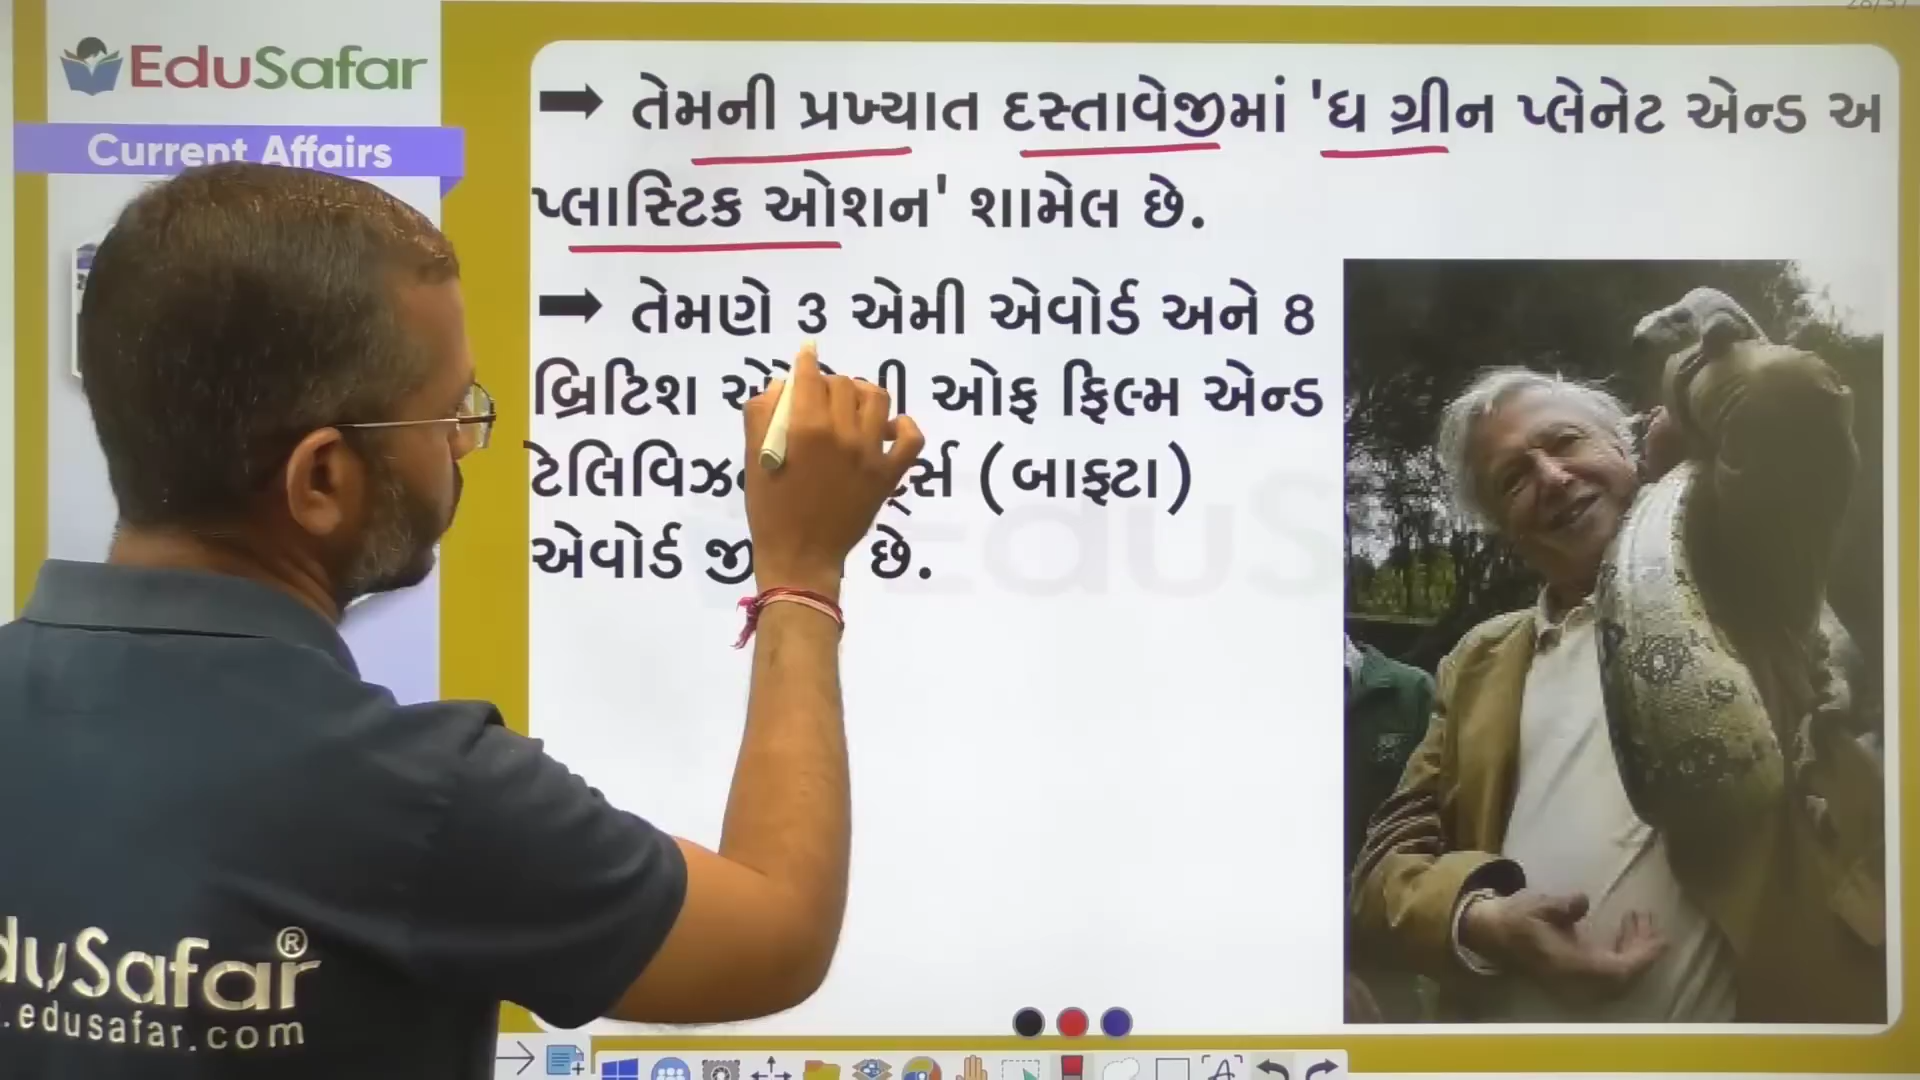 EduSafar
Current Affairs
➡ તેમની પ્રખ્યાત દસ્તાવેજીમાં 'ધ ગ્રીન પ્લેનેટ એન્ડ અ
પ્લાસ્ટિક ઓશન' શામેલ છે.
➡ તેમણે 3 એમી એવોર્ડ અને 8
બ્રિટિશ ઓફ ફિલ્મ એન્ડ
(બાફ્ટા)
એવોર્ડ છે.
EduS
duSafar®
.edusafar.com